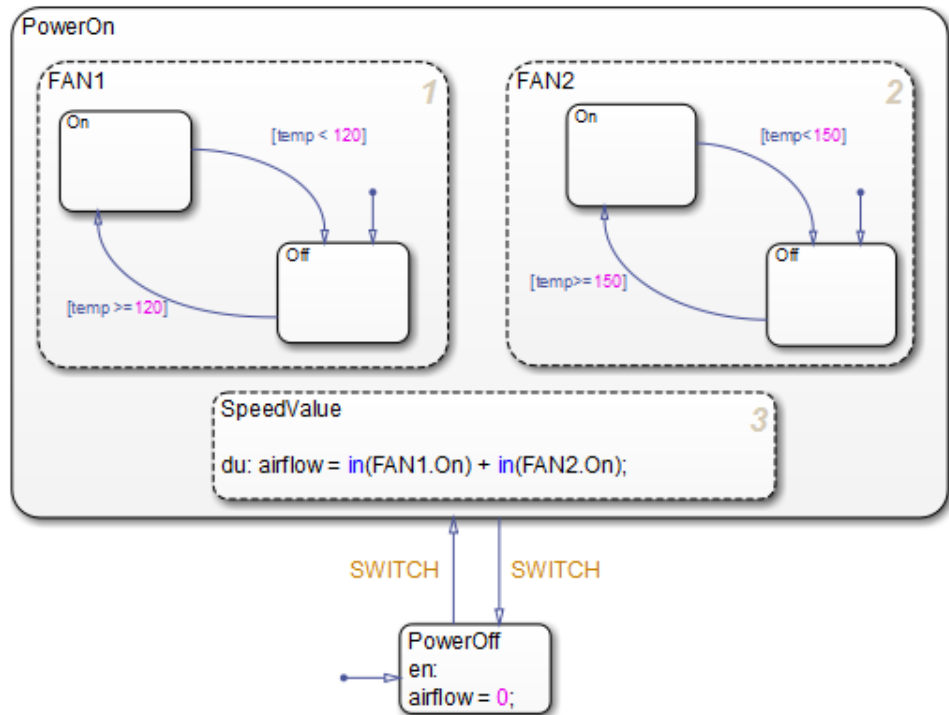 PowerOn
FAN1
1
On
[temp < 120]
Off
[temp >= 120]
FAN2
2
On
[temp<150]
Off
[temp>= 150]
SpeedValue
3
du: airflow = in(FAN1.On) + in(FAN2.On);
SWITCH
SWITCH
PowerOff
en:
airflow = 0;